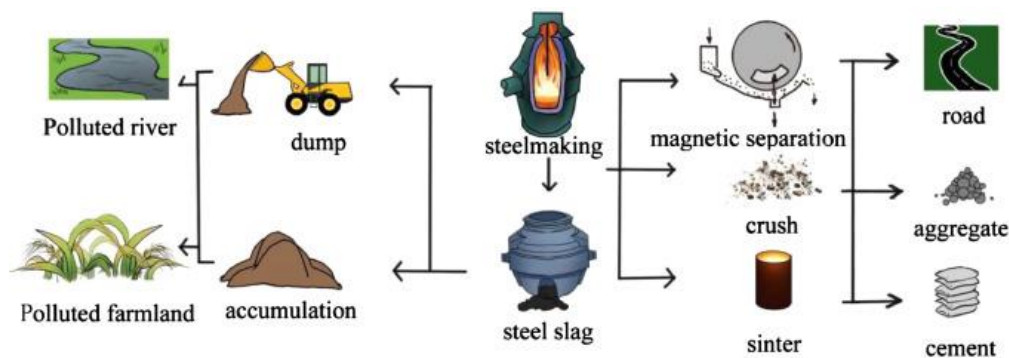 Polluted river
dump
steelmaking
magnetic separation
road
crush
aggregate
Polluted farmland
accumulation
steel slag
sinter
cement